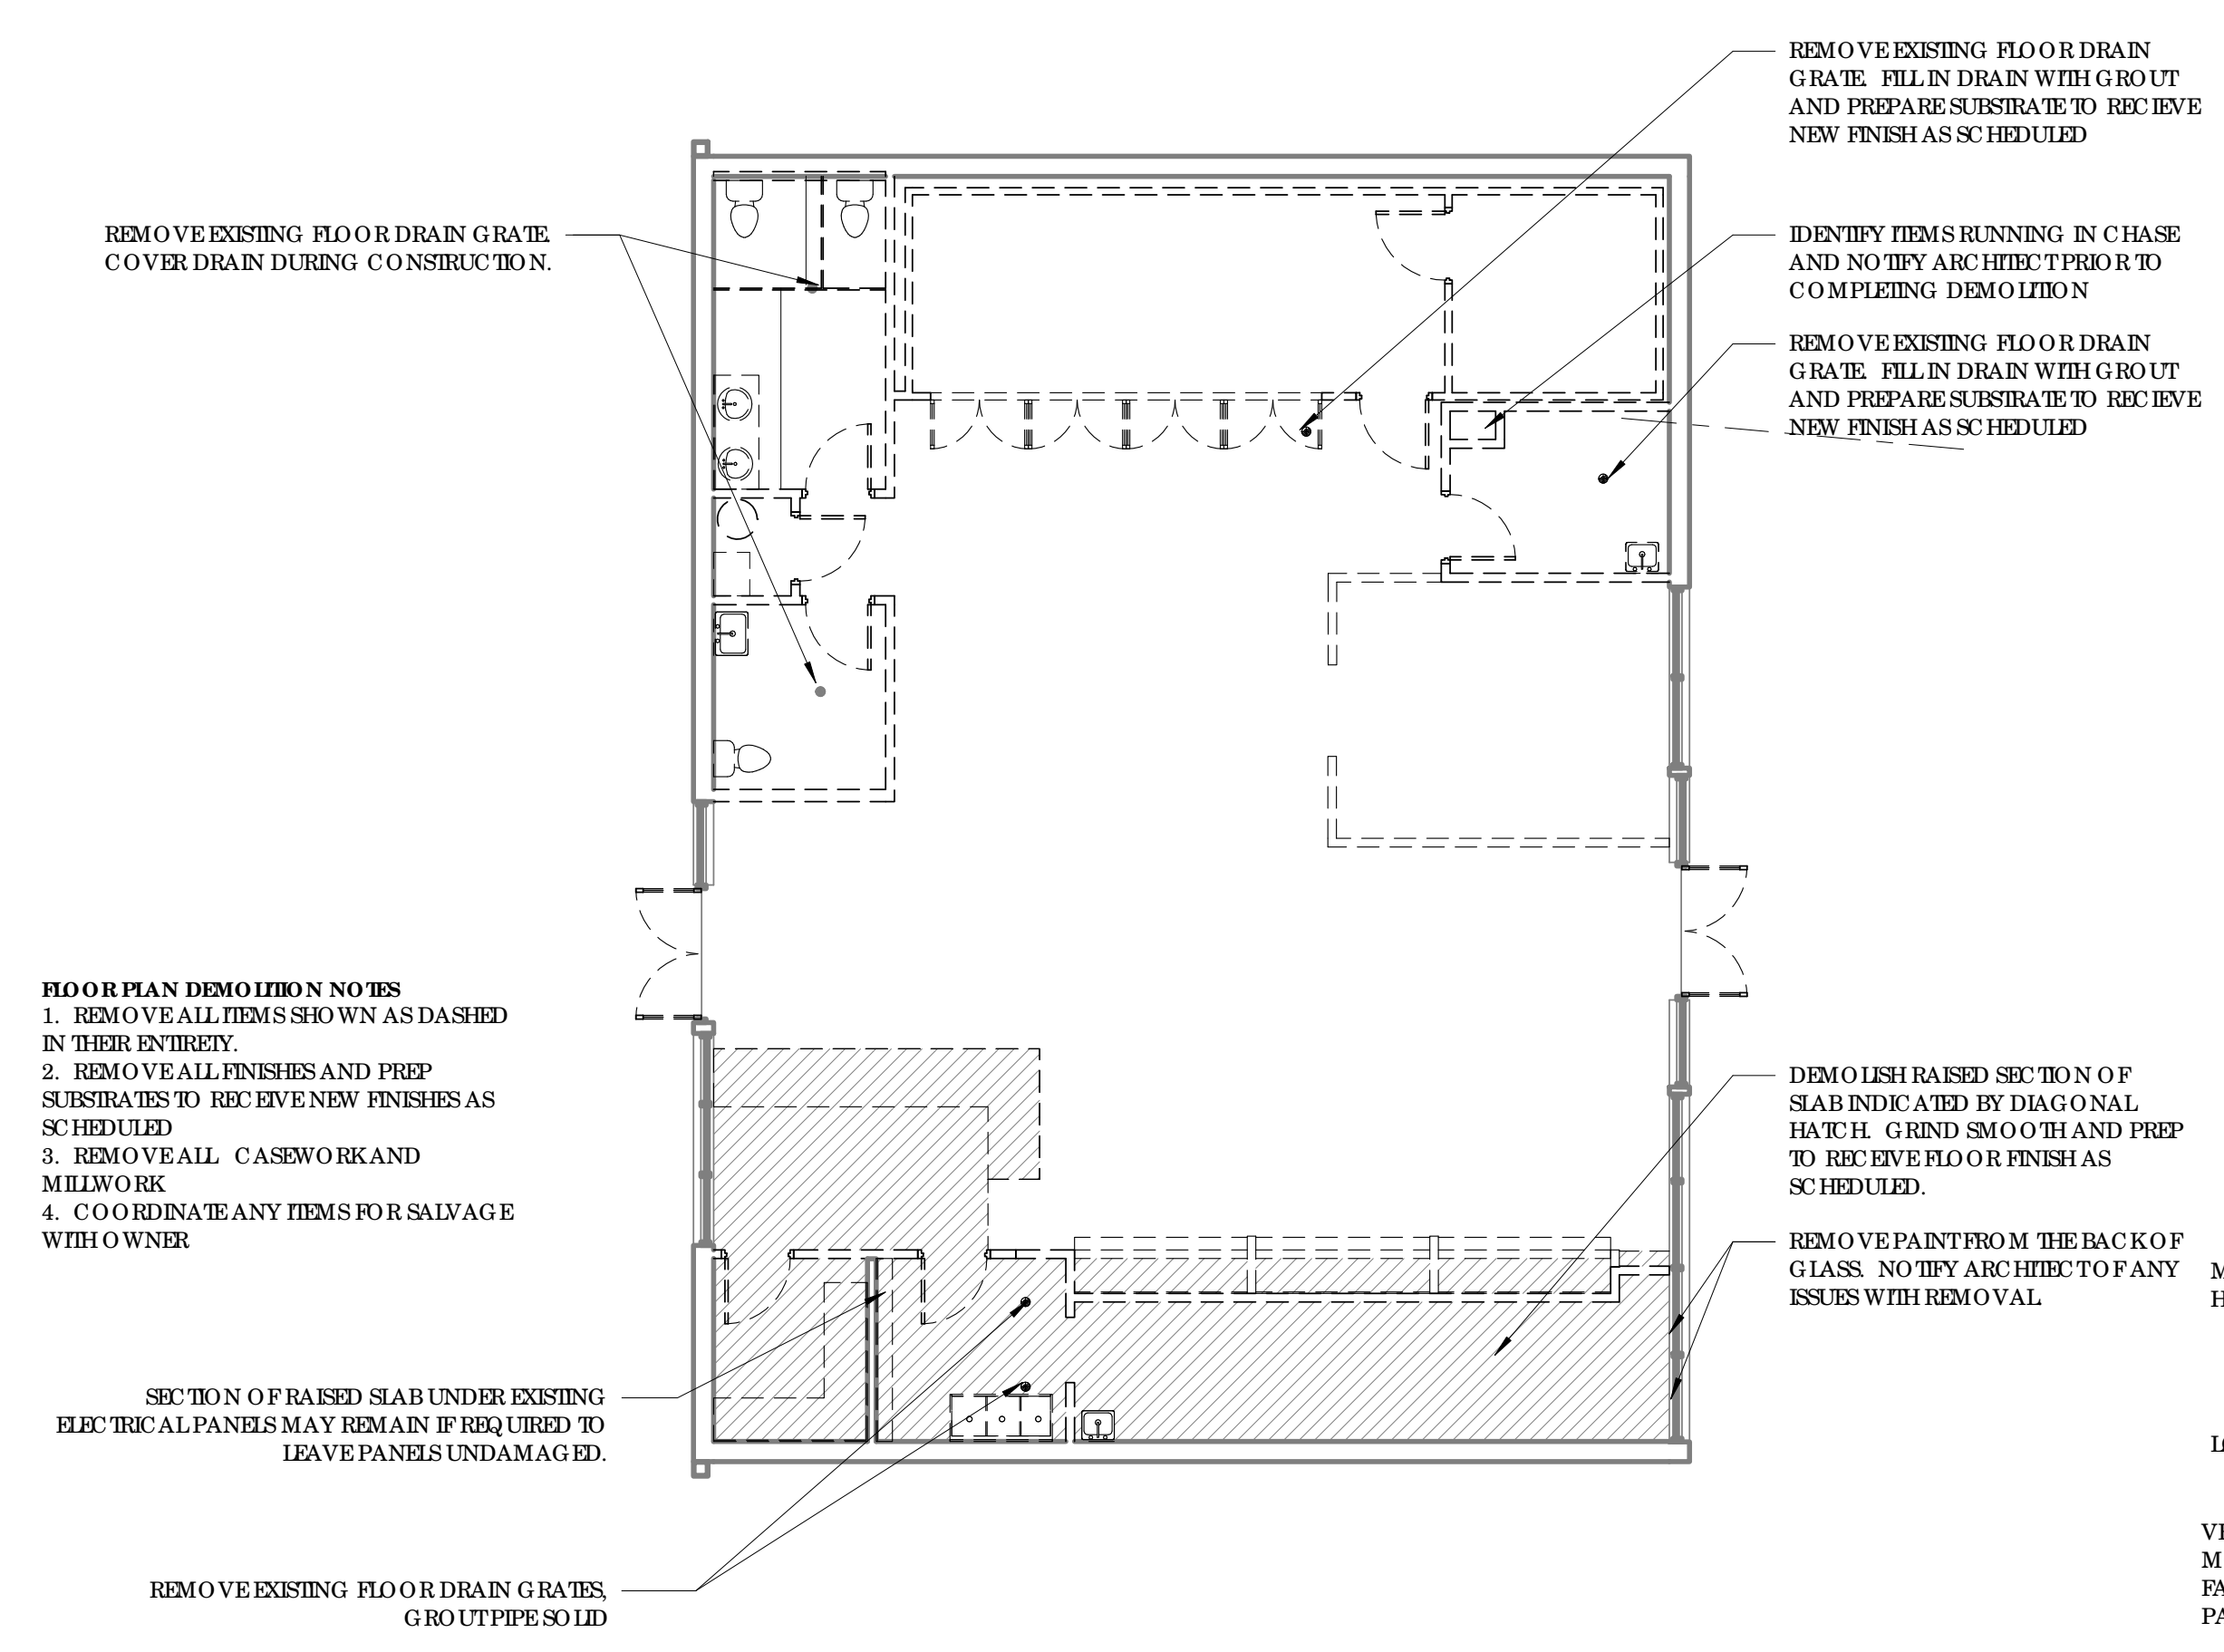 REMOVE EXISTING FLOOR DRAIN
GRATE. FILL IN DRAIN WITH GROUT
AND PREPARE SUBSTRATE TO RECIEVE
NEW FINISH AS SCHEDULED
REMOVE EXISTING FLOOR DRAIN GRATE.
COVER DRAIN DURING CONSTRUCTION.
IDENTIFY ITEMS RUNNING IN CHASE
AND NOTIFY ARCHITECT PRIOR TO
COMPLETING DEMOLITION
REMOVE EXISTING FLOOR DRAIN
GRATE. FILL IN DRAIN WITH GROUT
AND PREPARE SUBSTRATE TO RECIEVE
NEW FINISH AS SCHEDULED
FLOOR PLAN DEMOLITION NOTES
1. REMOVE ALL ITEMS SHOWN AS DASHED
IN THEIR ENTIRETY.
2. REMOVE ALL FINISHES AND PREP
SUBSTRATES TO RECEIVE NEW FINISHES AS
SCHEDULED
3. REMOVE ALL CASEWORK AND
MILLWORK
4. COORDINATE ANY ITEMS FOR SALVAGE
WITH OWNER
DEMOLISH RAISED SECTION OF
SLAB INDICATED BY DIAGONAL
HATCH. GRIND SMOOTH AND PREP
TO RECEIVE FLOOR FINISH AS
SCHEDULED.
REMOVE PAINT FROM THE BACK OF
GLASS. NOTIFY ARCHITECT OF ANY
ISSUES WITH REMOVAL
SECTION OF RAISED SLAB UNDER EXISTING
ELECTRICAL PANELS MAY REMAIN IF REQUIRED TO
LEAVE PANELS UNDAMAGED.
REMOVE EXISTING FLOOR DRAIN GRATES,
GROUT PIPE SOLID